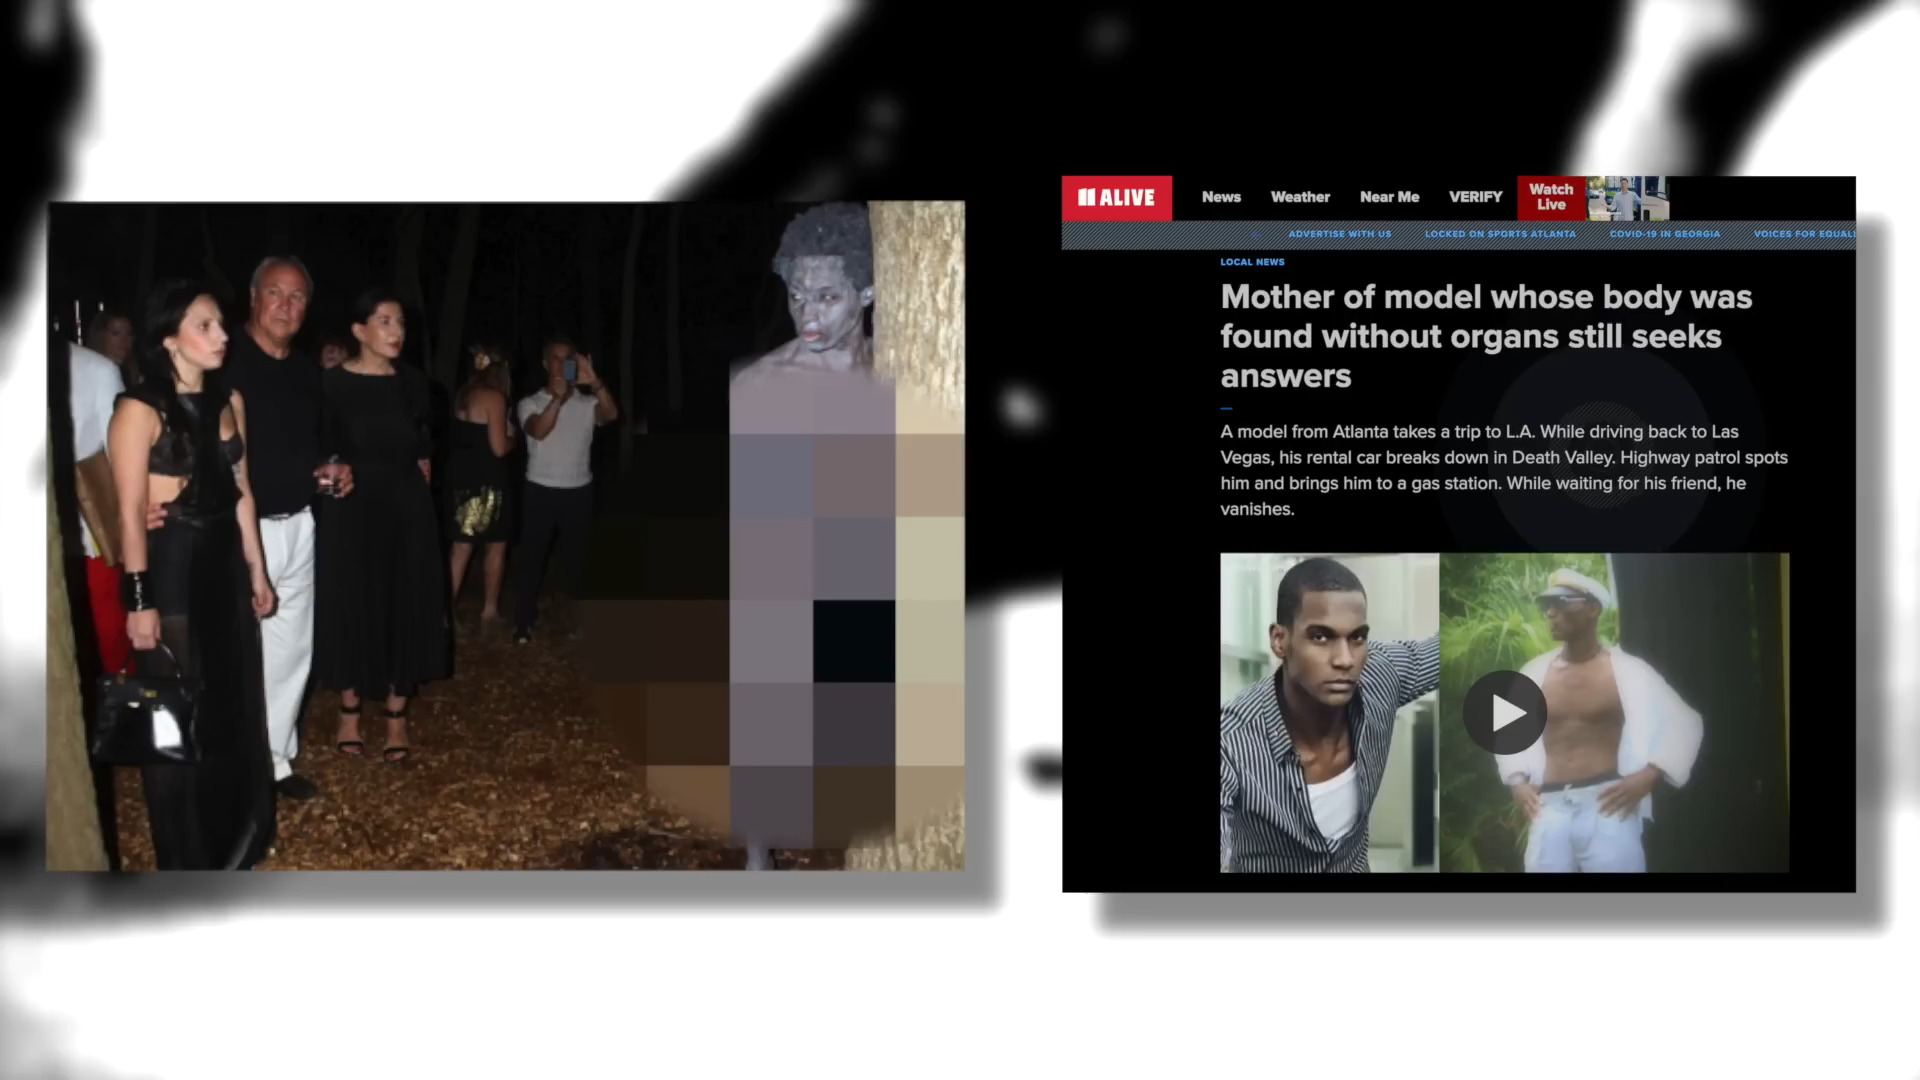 11 ALIVE
News Weather Near Me VERIFY Watch Live
ADVERTISE WITH US LOCKED ON SPORTS ATLANTA COVID-19 IN GEORGIA VOICES FOR EQUALI
LOCAL NEWS
Mother of model whose body was
found without organs still seeks
answers
A model from Atlanta takes a trip to L.A. While driving back to Las
Vegas, his rental car breaks down in Death Valley. Highway patrol spots
him and brings him to a gas station. While waiting for his friend, he
vanishes.